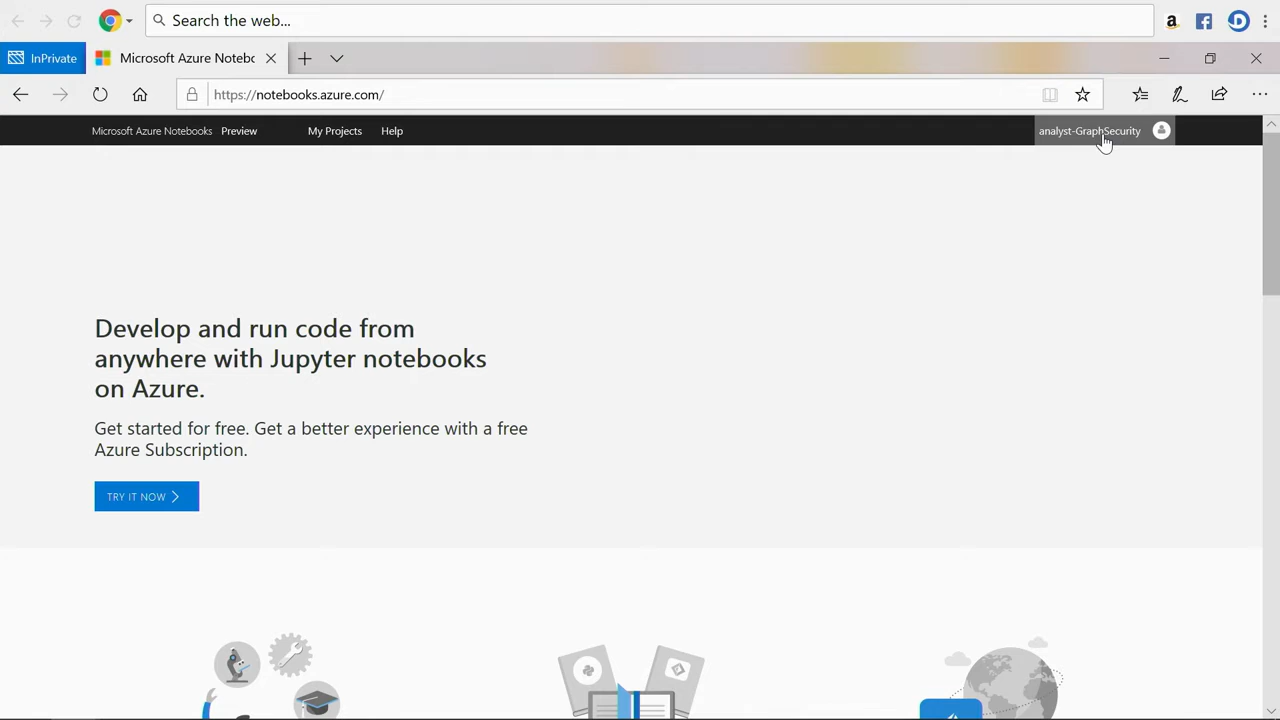 Search the web...
InPrivate
Microsoft Azure Notebc
https://notebooks.azure.com/
Microsoft Azure Notebooks Preview My Projects Help analyst-GraphSecurity
Develop and run code from
anywhere with Jupyter notebooks
on Azure.
Get started for free. Get a better experience with a free
Azure Subscription.
TRY IT NOW